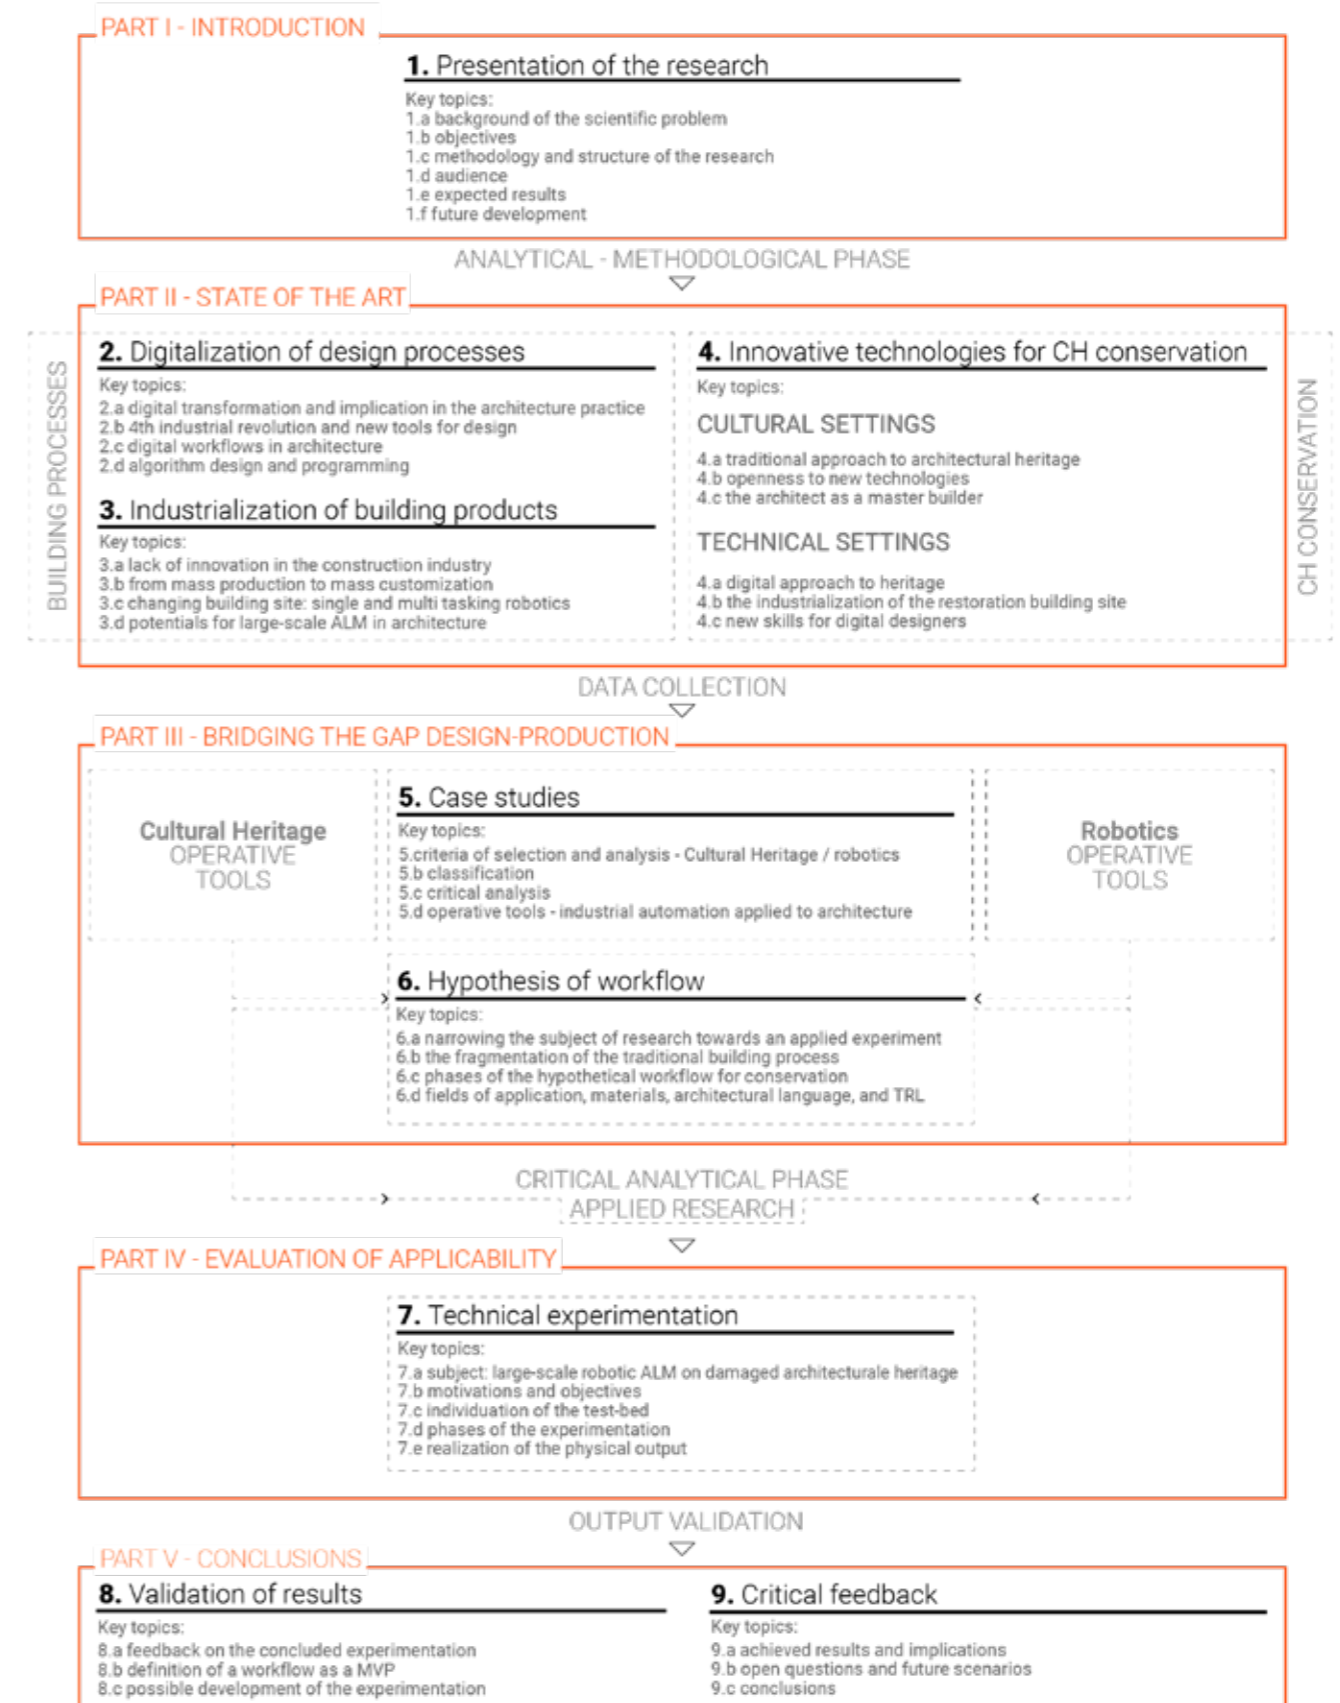 PART I - INTRODUCTION
1. Presentation of the research
Key topics:
1.a background of the scientific problem
1.b objectives
1.c methodology and structure of the research
1.d audience
1.e expected results
1.f future development
ANALYTICAL - METHODOLOGICAL PHASE
PART II - STATE OF THE ART
BUILDING PROCESSES
2. Digitalization of design processes
Key topics:
2.a digital transformation and implication in the architecture practice
2.b 4th industrial revolution and new tools for design
2.c digital workflows in architecture
2.d algorithm design and programming
3. Industrialization of building products
Key topics:
3.a lack of innovation in the construction industry
3.b from mass production to mass customization
3.c changing building site: single and multi tasking robotics
3.d potentials for large-scale ALM in architecture
4. Innovative technologies for CH conservation
Key topics:
CULTURAL SETTINGS
4.a traditional approach to architectural heritage
4.b openness to new technologies
4.c the architect as a master builder
TECHNICAL SETTINGS
4.a digital approach to heritage
4.b the industrialization of the restoration building site
4.c new skills for digital designers
CH CONSERVATION
DATA COLLECTION
PART III - BRIDGING THE GAP DESIGN-PRODUCTION
Cultural Heritage
OPERATIVE
TOOLS
5. Case studies
Key topics:
5.criteria of selection and analysis - Cultural Heritage / robotics
5.b classification
5.c critical analysis
5.d operative tools - industrial automation applied to architecture
Robotics
OPERATIVE
TOOLS
6. Hypothesis of workflow
Key topics:
6.a narrowing the subject of research towards an applied experiment
6.b the fragmentation of the traditional building process
6.c phases of the hypothetical workflow for conservation
6.d fields of application, materials, architectural language, and TRL
CRITICAL ANALYTICAL PHASE
APPLIED RESEARCH
PART IV - EVALUATION OF APPLICABILITY
7. Technical experimentation
Key topics:
7.a subject: large-scale robotic ALM on damaged architecturale heritage
7.b motivations and objectives
7.c individuation of the test-bed
7.d phases of the experimentation
7.e realization of the physical output
OUTPUT VALIDATION
PART V - CONCLUSIONS
8. Validation of results
Key topics:
8.a feedback on the concluded experimentation
8.b definition of a workflow as a MVP
8.c possible development of the experimentation
9. Critical feedback
Key topics:
9.a achieved results and implications
9.b open questions and future scenarios
9.c conclusions